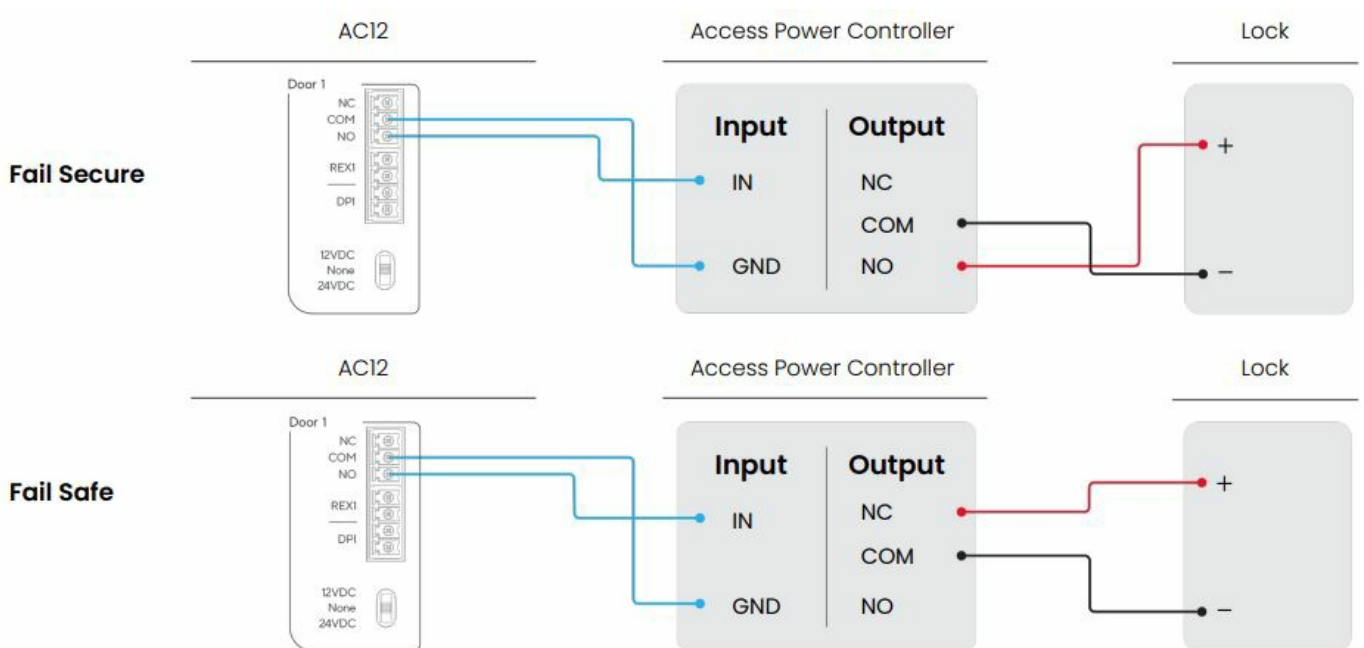 AC12 Access Power Controller Lock
Fail Secure
Door 1
NC
COM
NO
REX1
DPI
12VDC
None
24VDC
Input Output
IN NC
COM
GND NO
+
−
AC12 Access Power Controller Lock
Fail Safe
Door 1
NC
COM
NO
REX1
DPI
12VDC
None
24VDC
Input Output
IN NC
COM
GND NO
+
−